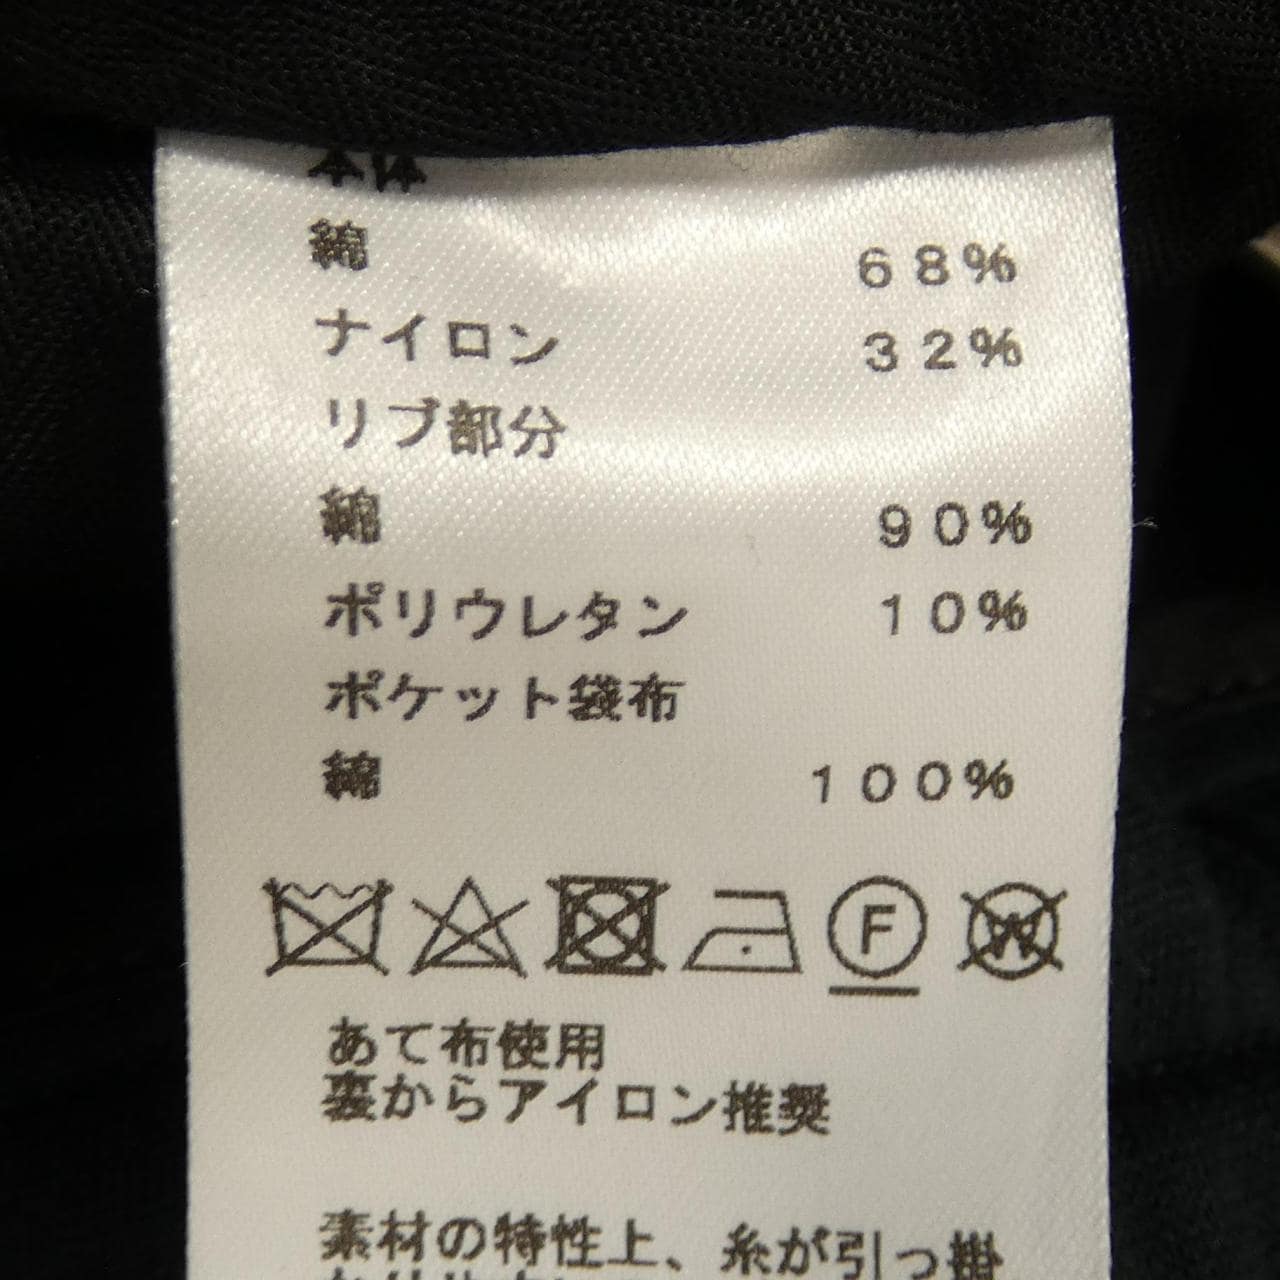 本体
綿 68%
ナイロン 32%
リブ部分
綿 90%
ポリウレタン 10%
ポケット袋布
綿 100%
F W
あて布使用
裏からアイロン推奨
素材の特性上、糸が引っ掛